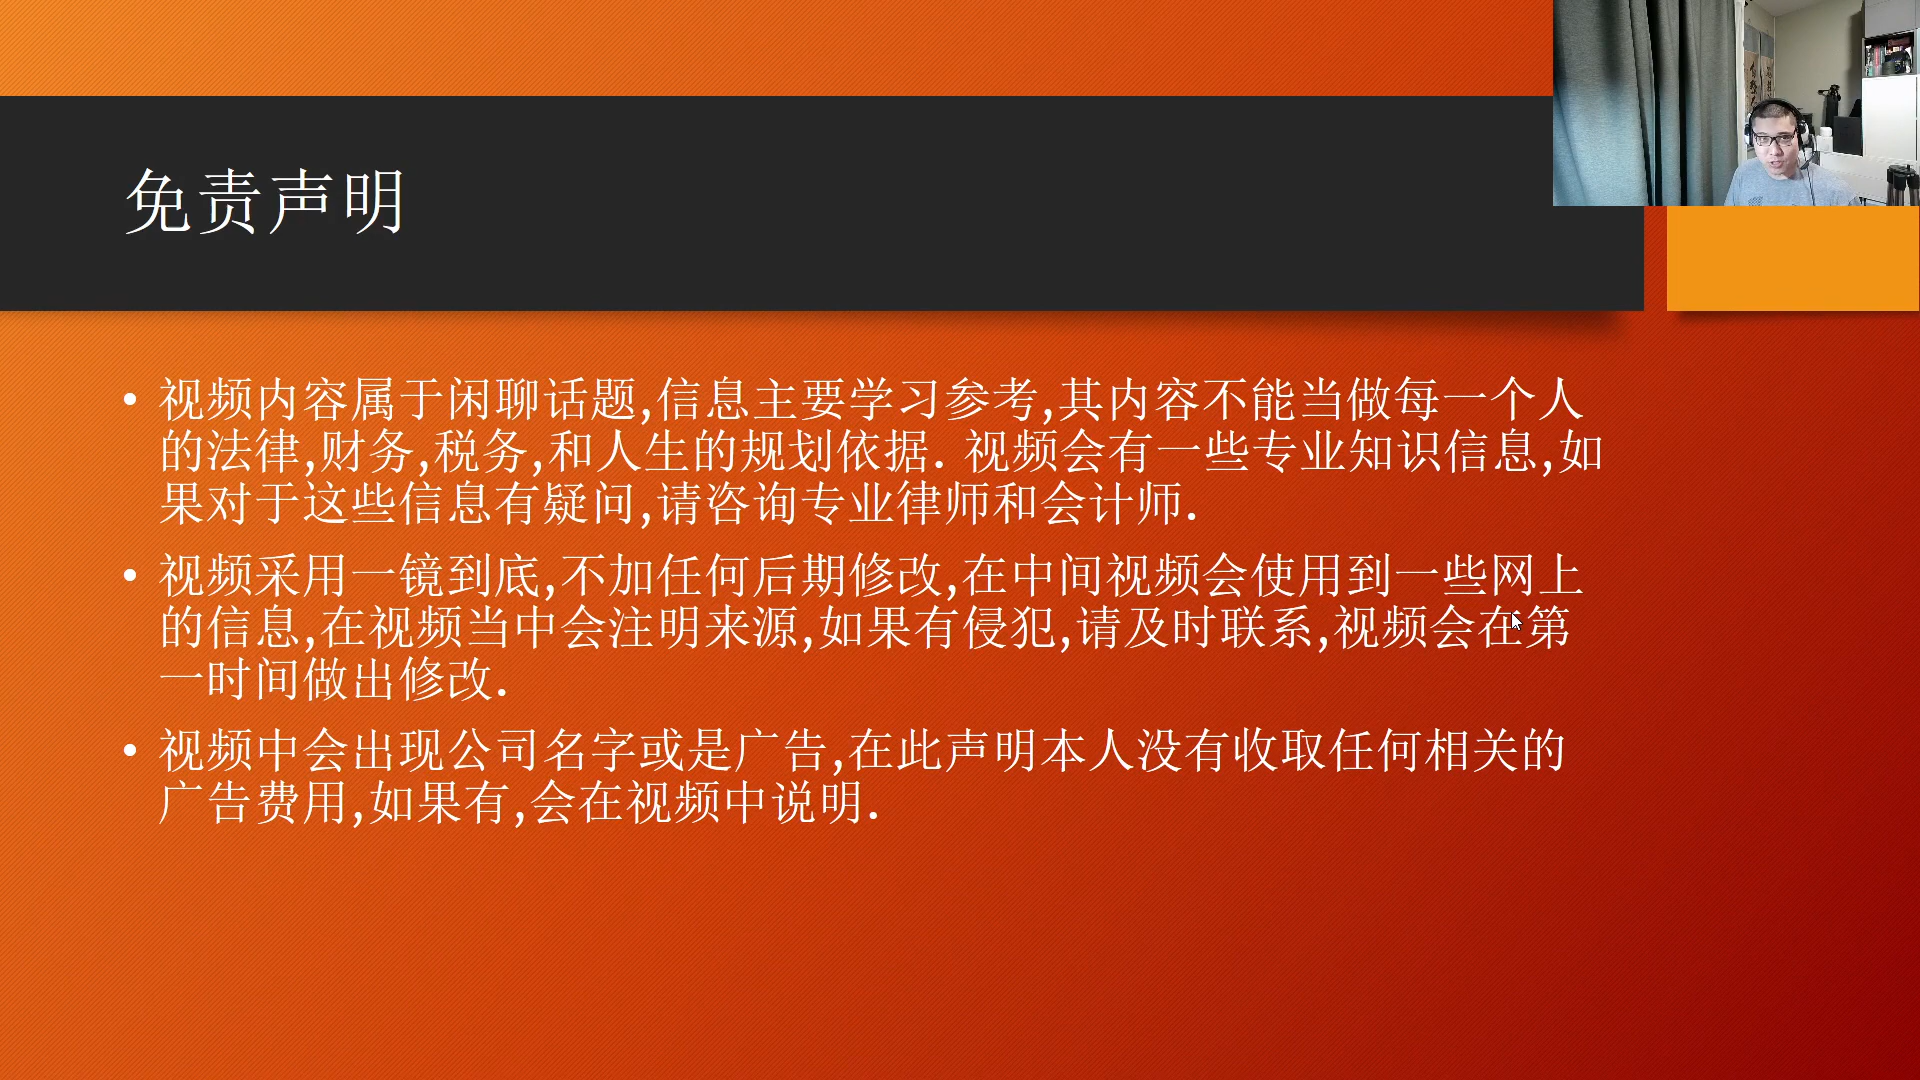 免责声明
• 视频内容属于闲聊话题,信息主要学习参考,其内容不能当做每一个人
的法律,财务,税务,和人生的规划依据. 视频会有一些专业知识信息,如
果对于这些信息有疑问,请咨询专业律师和会计师.
• 视频采用一镜到底,不加任何后期修改,在中间视频会使用到一些网上
的信息,在视频当中会注明来源,如果有侵犯,请及时联系,视频会在第
一时间做出修改.
• 视频中会出现公司名字或是广告,在此声明本人没有收取任何相关的
广告费用,如果有,会在视频中说明.